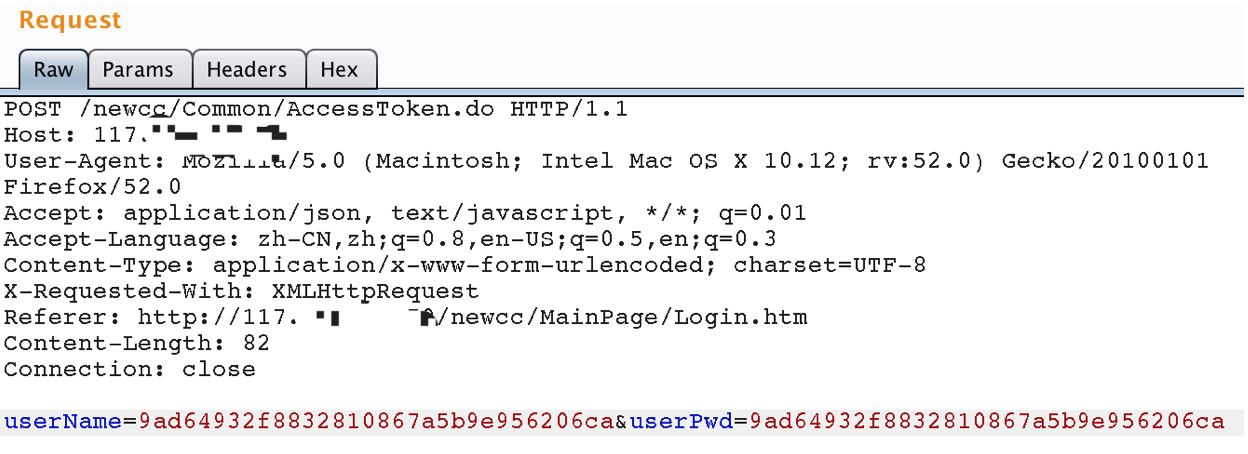 Request
Raw Params Headers Hex
POST /newcc/Common/AccessToken.do HTTP/1.1
Host: 117.
User-Agent: Mozilla/5.0 (Macintosh; Intel Mac OS X 10.12; rv:52.0) Gecko/20100101
Firefox/52.0
Accept: application/json, text/javascript, */*; q=0.01
Accept-Language: zh-CN,zh;q=0.8,en-US;q=0.5,en;q=0.3
Content-Type: application/x-www-form-urlencoded; charset=UTF-8
X-Requested-With: XMLHttpRequest
Referer: http://117. /newcc/MainPage/Login.htm
Content-Length: 82
Connection: close
userName=9ad64932f8832810867a5b9e956206ca&userPwd=9ad64932f8832810867a5b9e956206ca